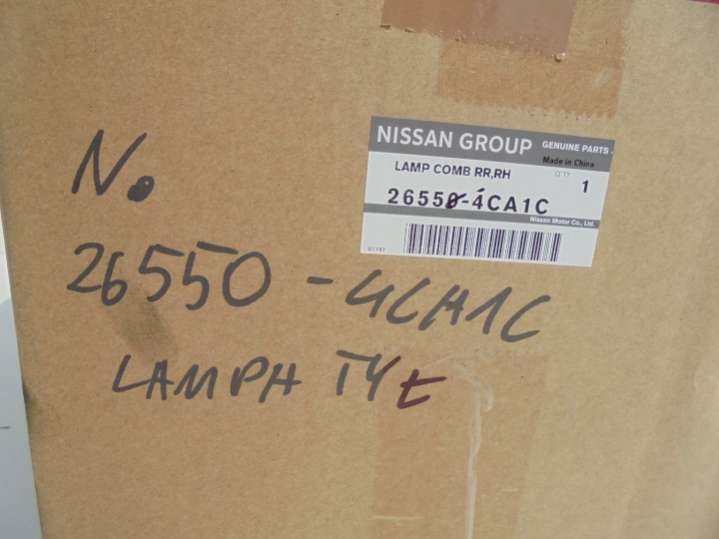 NISSAN GROUP GENUINE PARTS
Made in China
LAMP COMB RR,RH QTY 1
26550-4CA1C
Nissan Motor Co., Ltd.
No
26550-4CA1C
LAMPA TYŁ